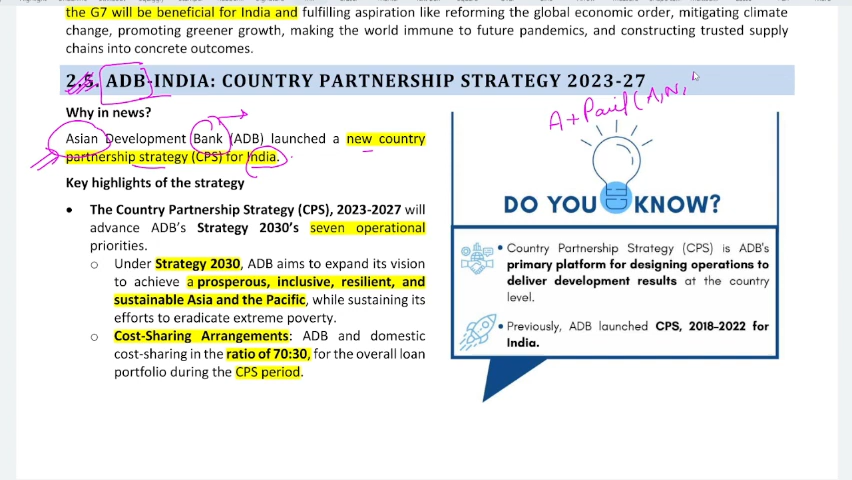 the G7 will be beneficial for India and fulfilling aspiration like reforming the global economic order, mitigating climate
change, promoting greener growth, making the world immune to future pandemics, and constructing trusted supply
chains into concrete outcomes.
2.5. ADB-INDIA: COUNTRY PARTNERSHIP STRATEGY 2023-27
Why in news?
Asian Development Bank (ADB) launched a new country
partnership strategy (CPS) for India.
Key highlights of the strategy
• The Country Partnership Strategy (CPS), 2023-2027 will
advance ADB's Strategy 2030's seven operational
priorities.
o Under Strategy 2030, ADB aims to expand its vision
to achieve a prosperous, inclusive, resilient, and
sustainable Asia and the Pacific, while sustaining its
efforts to eradicate extreme poverty.
o Cost-Sharing Arrangements: ADB and domestic
cost-sharing in the ratio of 70:30, for the overall loan
portfolio during the CPS period.
A + Pacif (A, N,
DO YOU KNOW?
• Country Partnership Strategy (CPS) is ADB's
primary platform for designing operations to
deliver development results at the country
level.
• Previously, ADB launched CPS, 2018-2022 for
India.